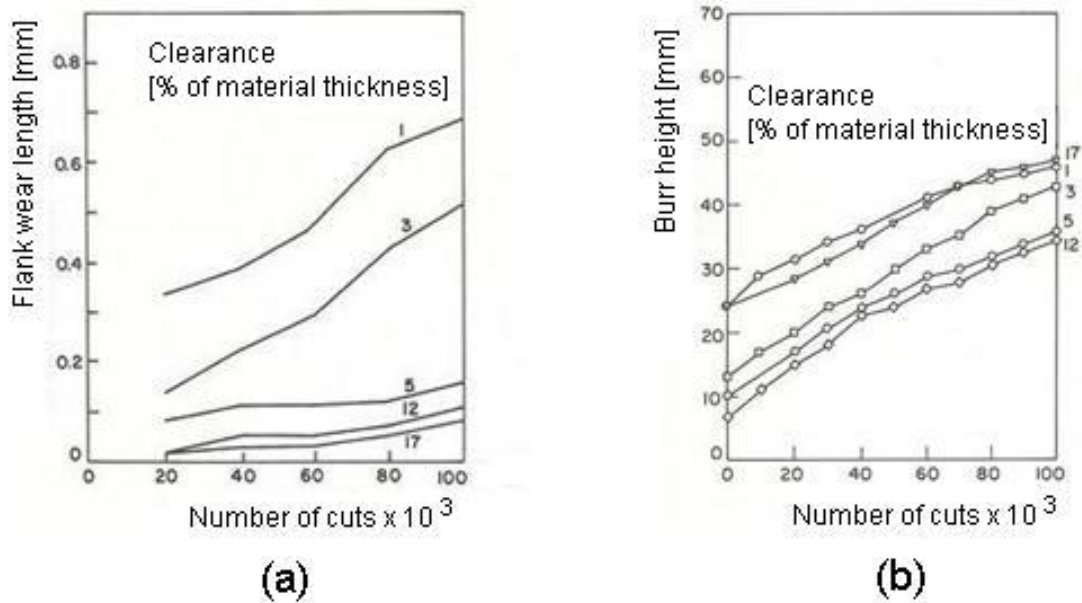 Flank wear length [mm]
0.8
0.6
0.4
0.2
0
Clearance
[% of material thickness]
1
3
5
12
17
0 20 40 60 80 100
Number of cuts x 10 3
(a)
Burr height [mm]
70
60
50
40
30
20
10
0
Clearance
[% of material thickness]
17
1
3
5
12
0 20 40 60 80 100
Number of cuts x 10 3
(b)